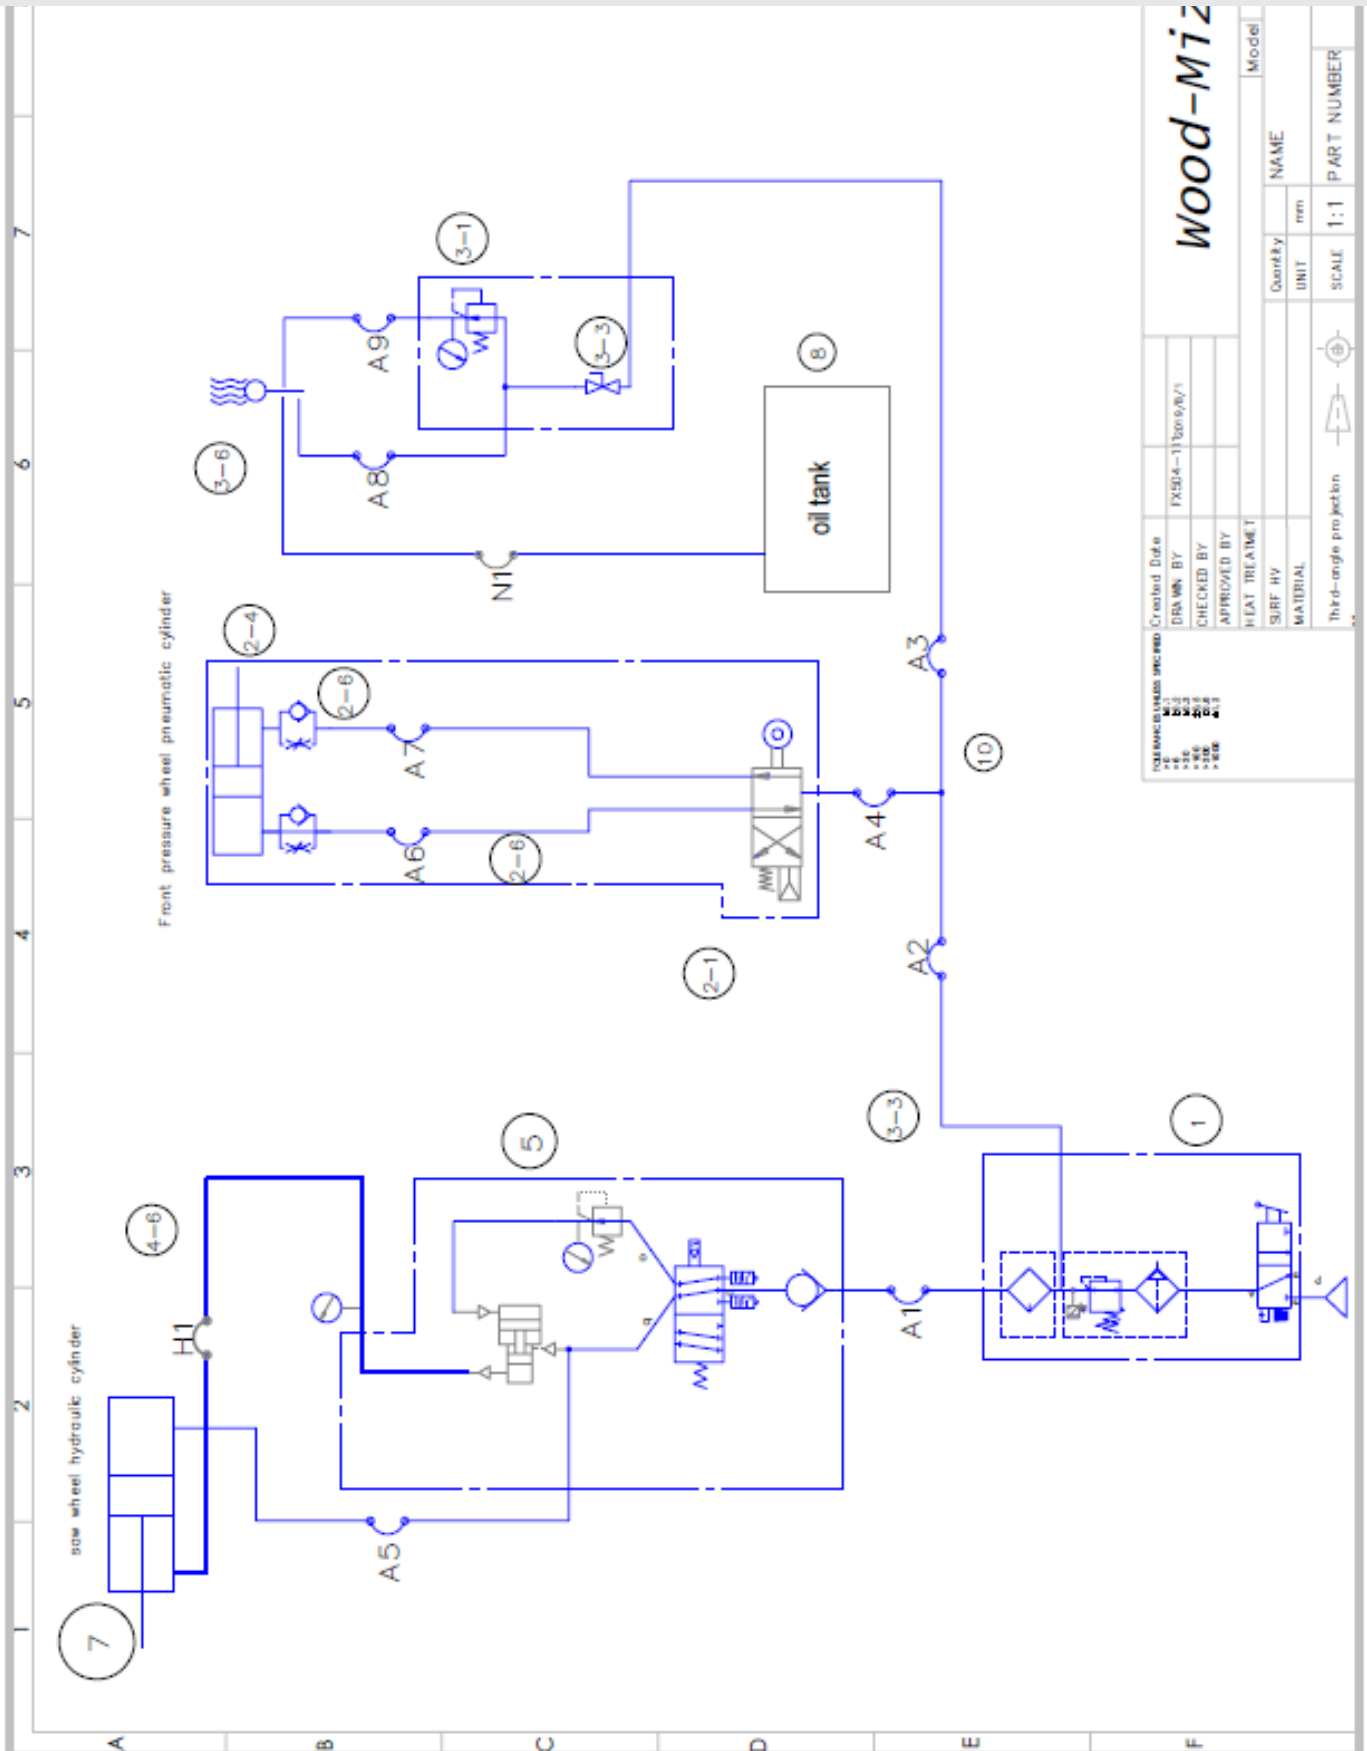 1
2
3
4
5
6
7
A
B
C
D
E
F
saw wheel hydraulic cylinder
7
4-6
H1
A5
5
o
b
A1
1
3-3
Front pressure wheel pneumatic cylinder
2-4
2-6
A7
A6
2-6
2-1
A4
A2
A3
10
3-6
A9
A8
N1
3-1
3-3
8
oil tank
Wood-Miz
Model
Created Date
DRAWN BY
CHECKED BY
APPROVED BY
HEAT TREATMET
SURF HV
MATERIAL
Quantity
NAME
UNIT
mm
Third-angle projection
SCALE
1:1
PART NUMBER